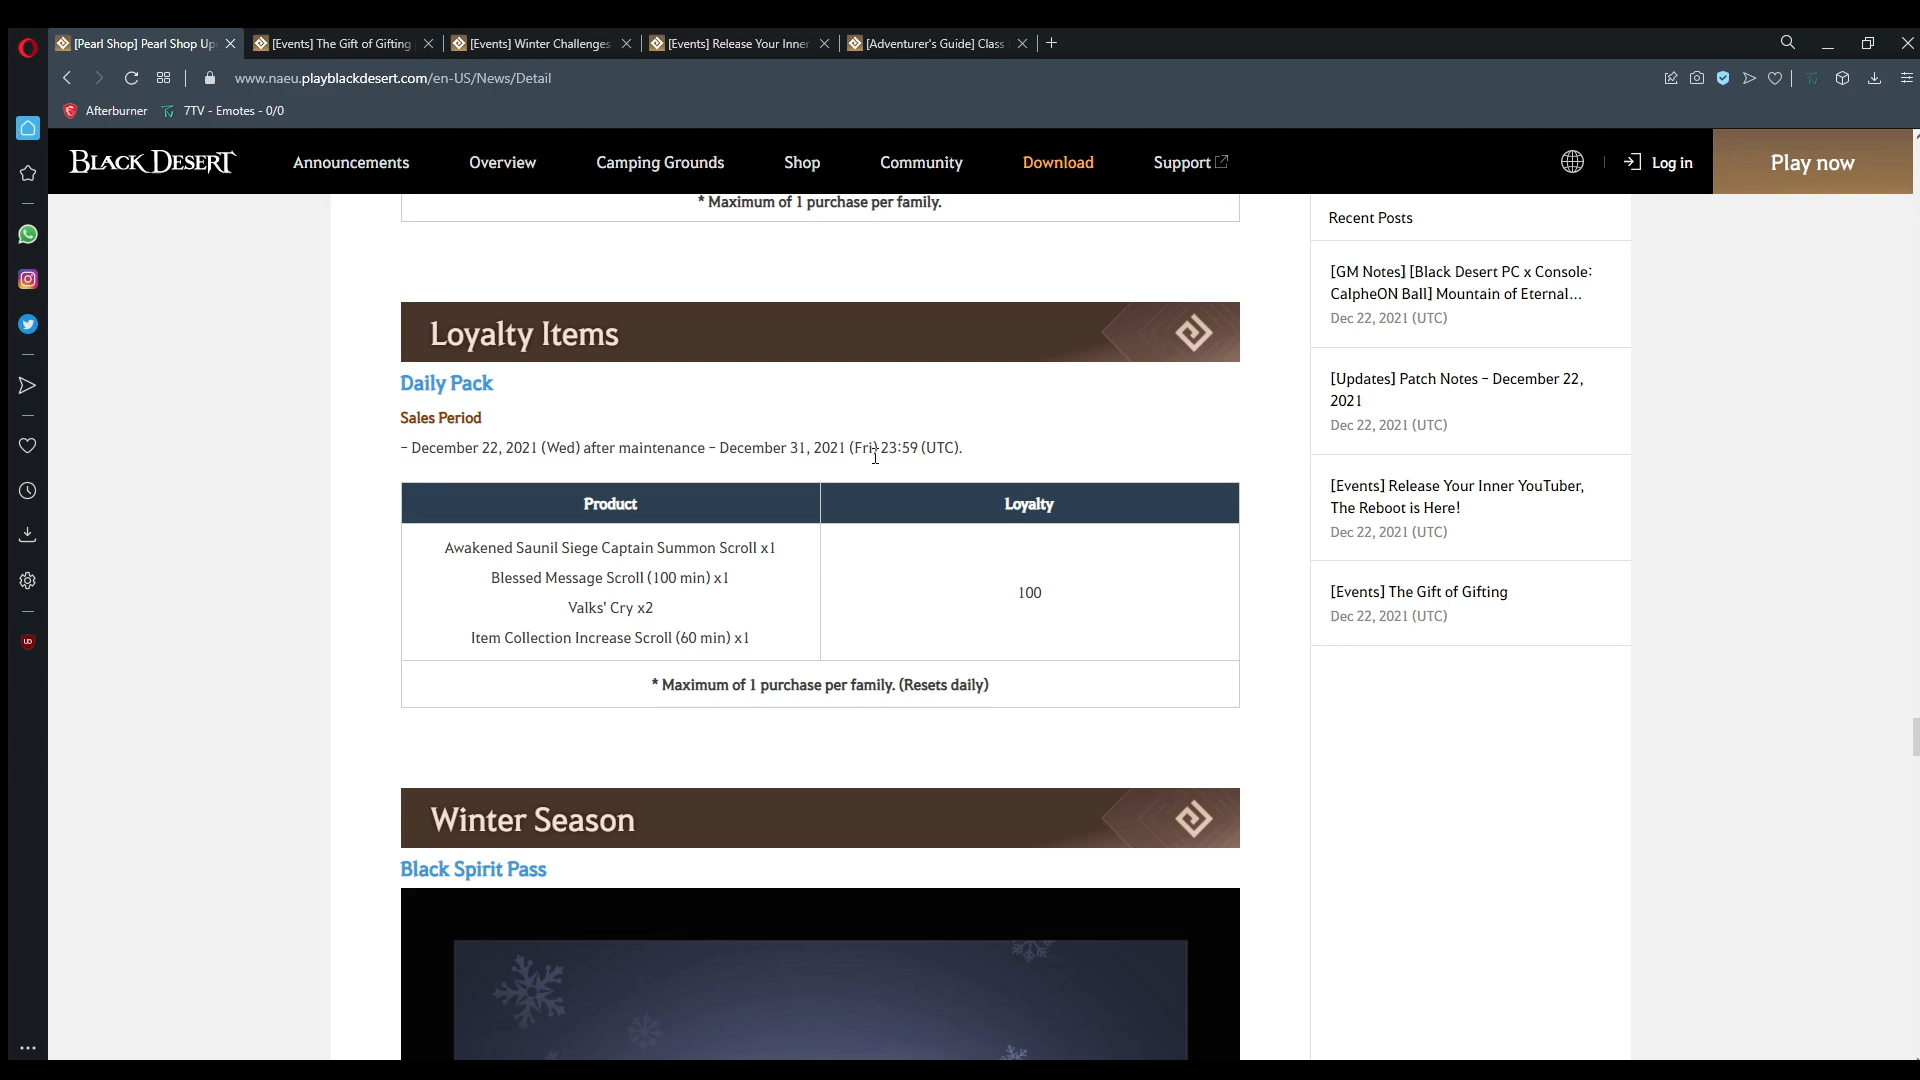 [Pearl Shop] Pearl Shop Up
[Events] The Gift of Gifting
[Events] Winter Challenges
[Events] Release Your Inner
[Adventurer's Guide] Class
www.naeu.playblackdesert.com/en-US/News/Detail
Afterburner
7TV - Emotes - 0/0
BLACK DESERT
Announcements
Overview
Camping Grounds
Shop
Community
Download
Support
Log in
Play now
* Maximum of 1 purchase per family.
Loyalty Items
Daily Pack
Sales Period
– December 22, 2021 (Wed) after maintenance – December 31, 2021 (Fri) 23:59 (UTC).
Product
Loyalty
Awakened Saunil Siege Captain Summon Scroll x1
Blessed Message Scroll (100 min) x1
Valks' Cry x2
Item Collection Increase Scroll (60 min) x1
100
* Maximum of 1 purchase per family. (Resets daily)
Winter Season
Black Spirit Pass
Recent Posts
[GM Notes] [Black Desert PC x Console:
CalpheON Ball] Mountain of Eternal...
Dec 22, 2021 (UTC)
[Updates] Patch Notes – December 22,
2021
Dec 22, 2021 (UTC)
[Events] Release Your Inner YouTuber,
The Reboot is Here!
Dec 22, 2021 (UTC)
[Events] The Gift of Gifting
Dec 22, 2021 (UTC)